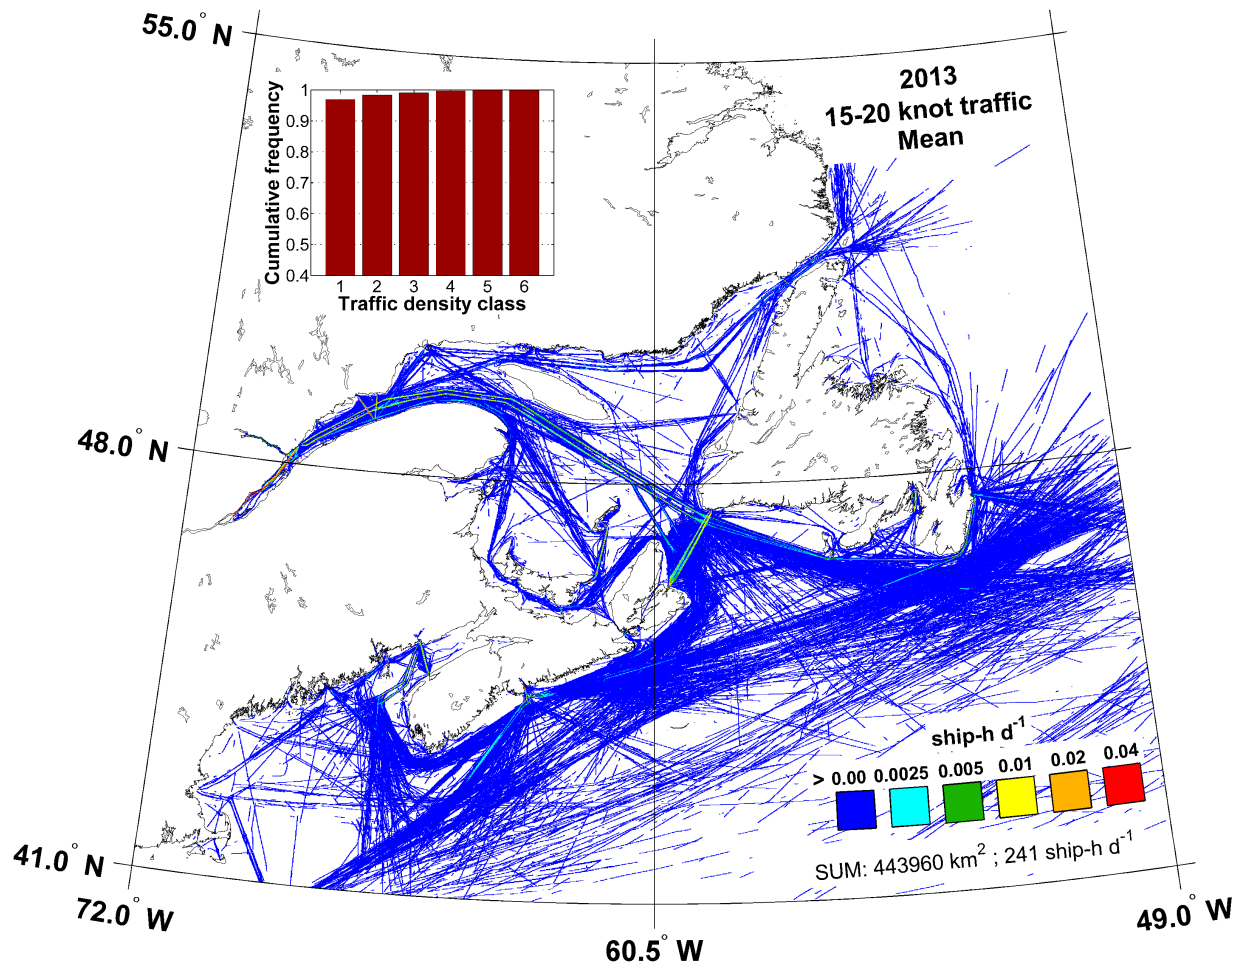 55.0° N
2013
15-20 knot traffic
Mean
Cumulative frequency
1
0.9
0.8
0.7
0.6
0.5
0.4
1 2 3 4 5 6
Traffic density class
48.0° N
ship-h d⁻¹
> 0.00 0.0025 0.005 0.01 0.02 0.04
SUM: 443960 km² ; 241 ship-h d⁻¹
41.0° N
72.0° W
60.5° W
49.0° W